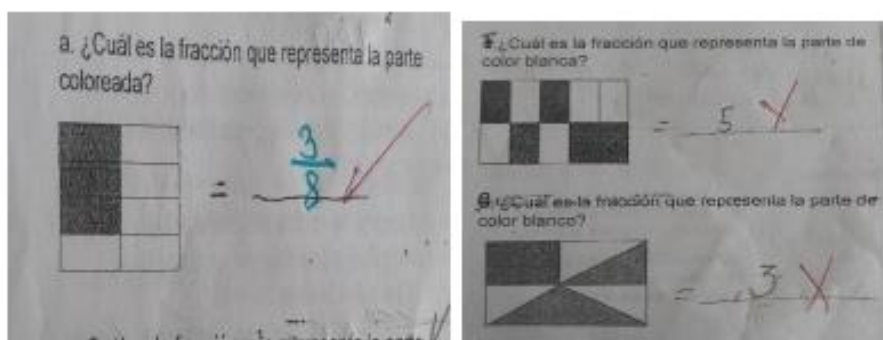 a. ¿Cuál es la fracción que representa la parte
coloreada?
= 3/8
¿Cuál es la fracción que representa la parte de
color blanca?
= 5
¿Cuál es la fracción que representa la parte de
color blanco?
= 3